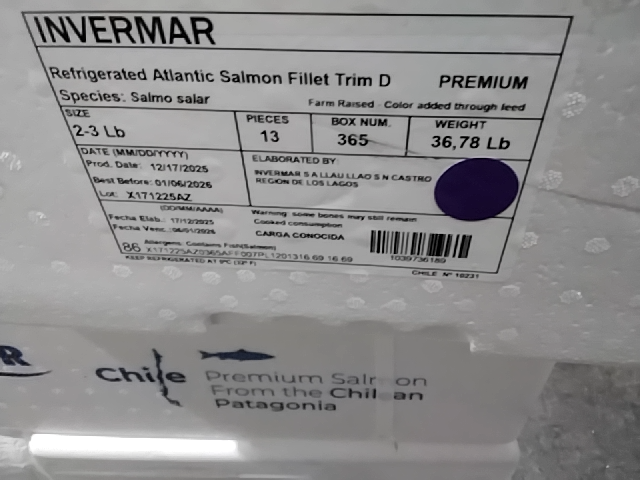 INVERMAR
Refrigerated Atlantic Salmon Fillet Trim D PREMIUM
Species: Salmo salar Farm Raised - Color added through feed
SIZE PIECES BOX NUM. WEIGHT
2-3 Lb 13 365 36,78 Lb
DATE (MM/DD/YYYY) ELABORATED BY
Prod. Date: 12/17/2025 INVERMAR S A LLAU LLAO S N CASTRO
Best Before: 01/06/2026 REGION DE LOS LAGOS
Lot: X171225AZ
(DD/MM/AAAA) Warning: some bones may still remain
Fecha Elab.: 17/12/2025 Cooked consumption
Fecha Venc.: 06/01/2026 CARGA CONOCIDA
86 Allergens: Contains Fish(Salmon)
1039736189
KEEP REFRIGERATED AT
CHILE N° 10231
R
Chile Premium Salmon
From the Chilean
Patagonia